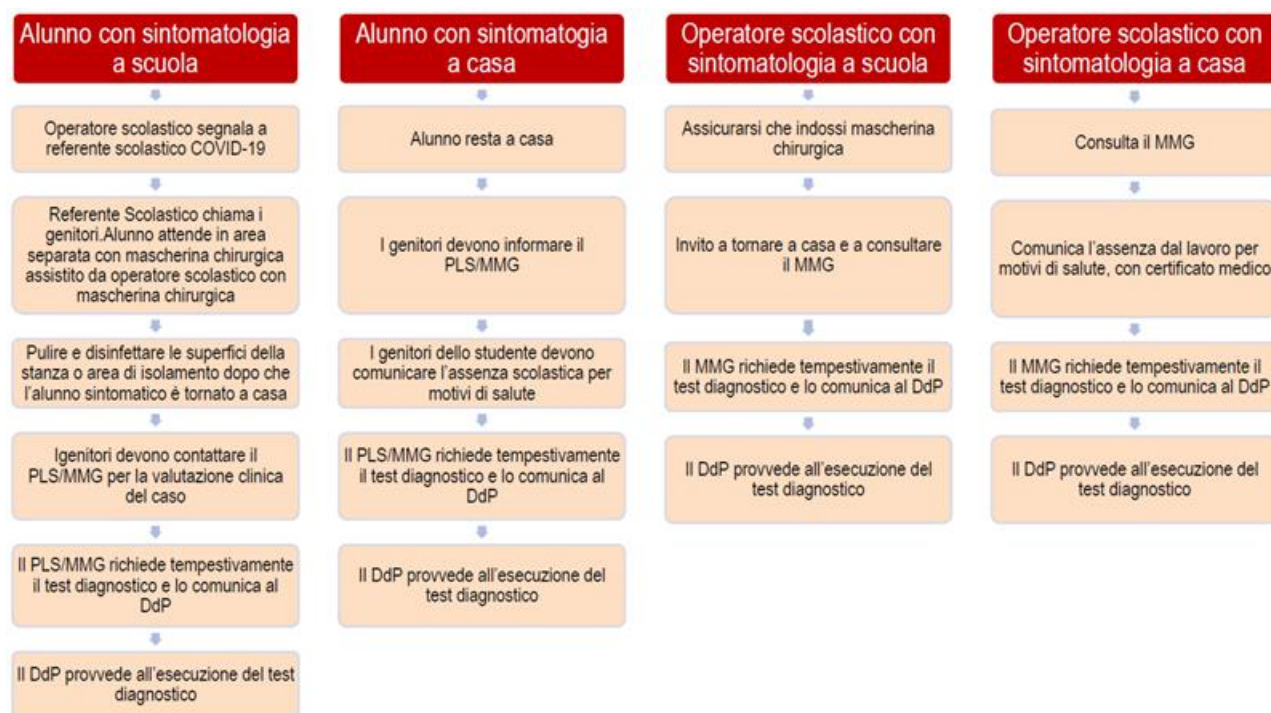 Alunno con sintomatologia
a scuola
Operatore scolastico segnala a
referente scolastico COVID-19
Referente Scolastico chiama i
genitori.Alunno attende in area
separata con mascherina chirurgica
assistito da operatore scolastico con
mascherina chirurgica
Pulire e disinfettare le superfici della
stanza o area di isolamento dopo che
l'alunno sintomatico è tornato a casa
Igenitori devono contattare il
PLS/MMG per la valutazione clinica
del caso
Il PLS/MMG richiede tempestivamente
il test diagnostico e lo comunica al
DdP
Il DdP provvede all'esecuzione del test
diagnostico
Alunno con sintomatogia
a casa
Alunno resta a casa
I genitori devono informare il
PLS/MMG
I genitori dello studente devono
comunicare l'assenza scolastica per
motivi di salute
Il PLS/MMG richiede tempestivamente
il test diagnostico e lo comunica al
DdP
Il DdP provvede all'esecuzione del
test diagnostico
Operatore scolastico con
sintomatologia a scuola
Assicurarsi che indossi mascherina
chirurgica
Invito a tornare a casa e a consultare
il MMG
Il MMG richiede tempestivamente il
test diagnostico e lo comunica al DdP
Il DdP provvede all'esecuzione del
test diagnostico
Operatore scolastico con
sintomatologia a casa
Consulta il MMG
Comunica l'assenza dal lavoro per
motivi di salute, con certificato medico
Il MMG richiede tempestivamente il
test diagnostico e lo comunica al DdP
Il DdP provvede all'esecuzione del
test diagnostico